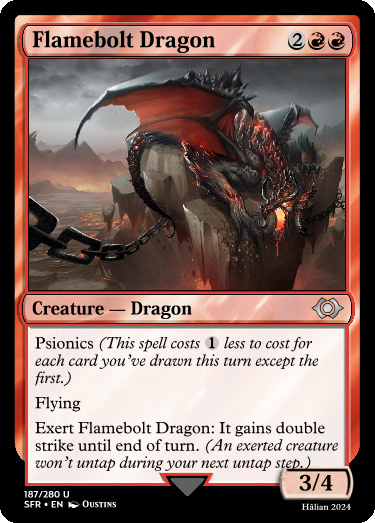 Flamebolt Dragon 2
Creature — Dragon
Psionics (This spell costs 1 less to cost for
each card you've drawn this turn except the
first.)
Flying
Exert Flamebolt Dragon: It gains double
strike until end of turn. (An exerted creature
won't untap during your next untap step.)
3/4
187/280 U
SFR • EN Oustins
Hålian 2024